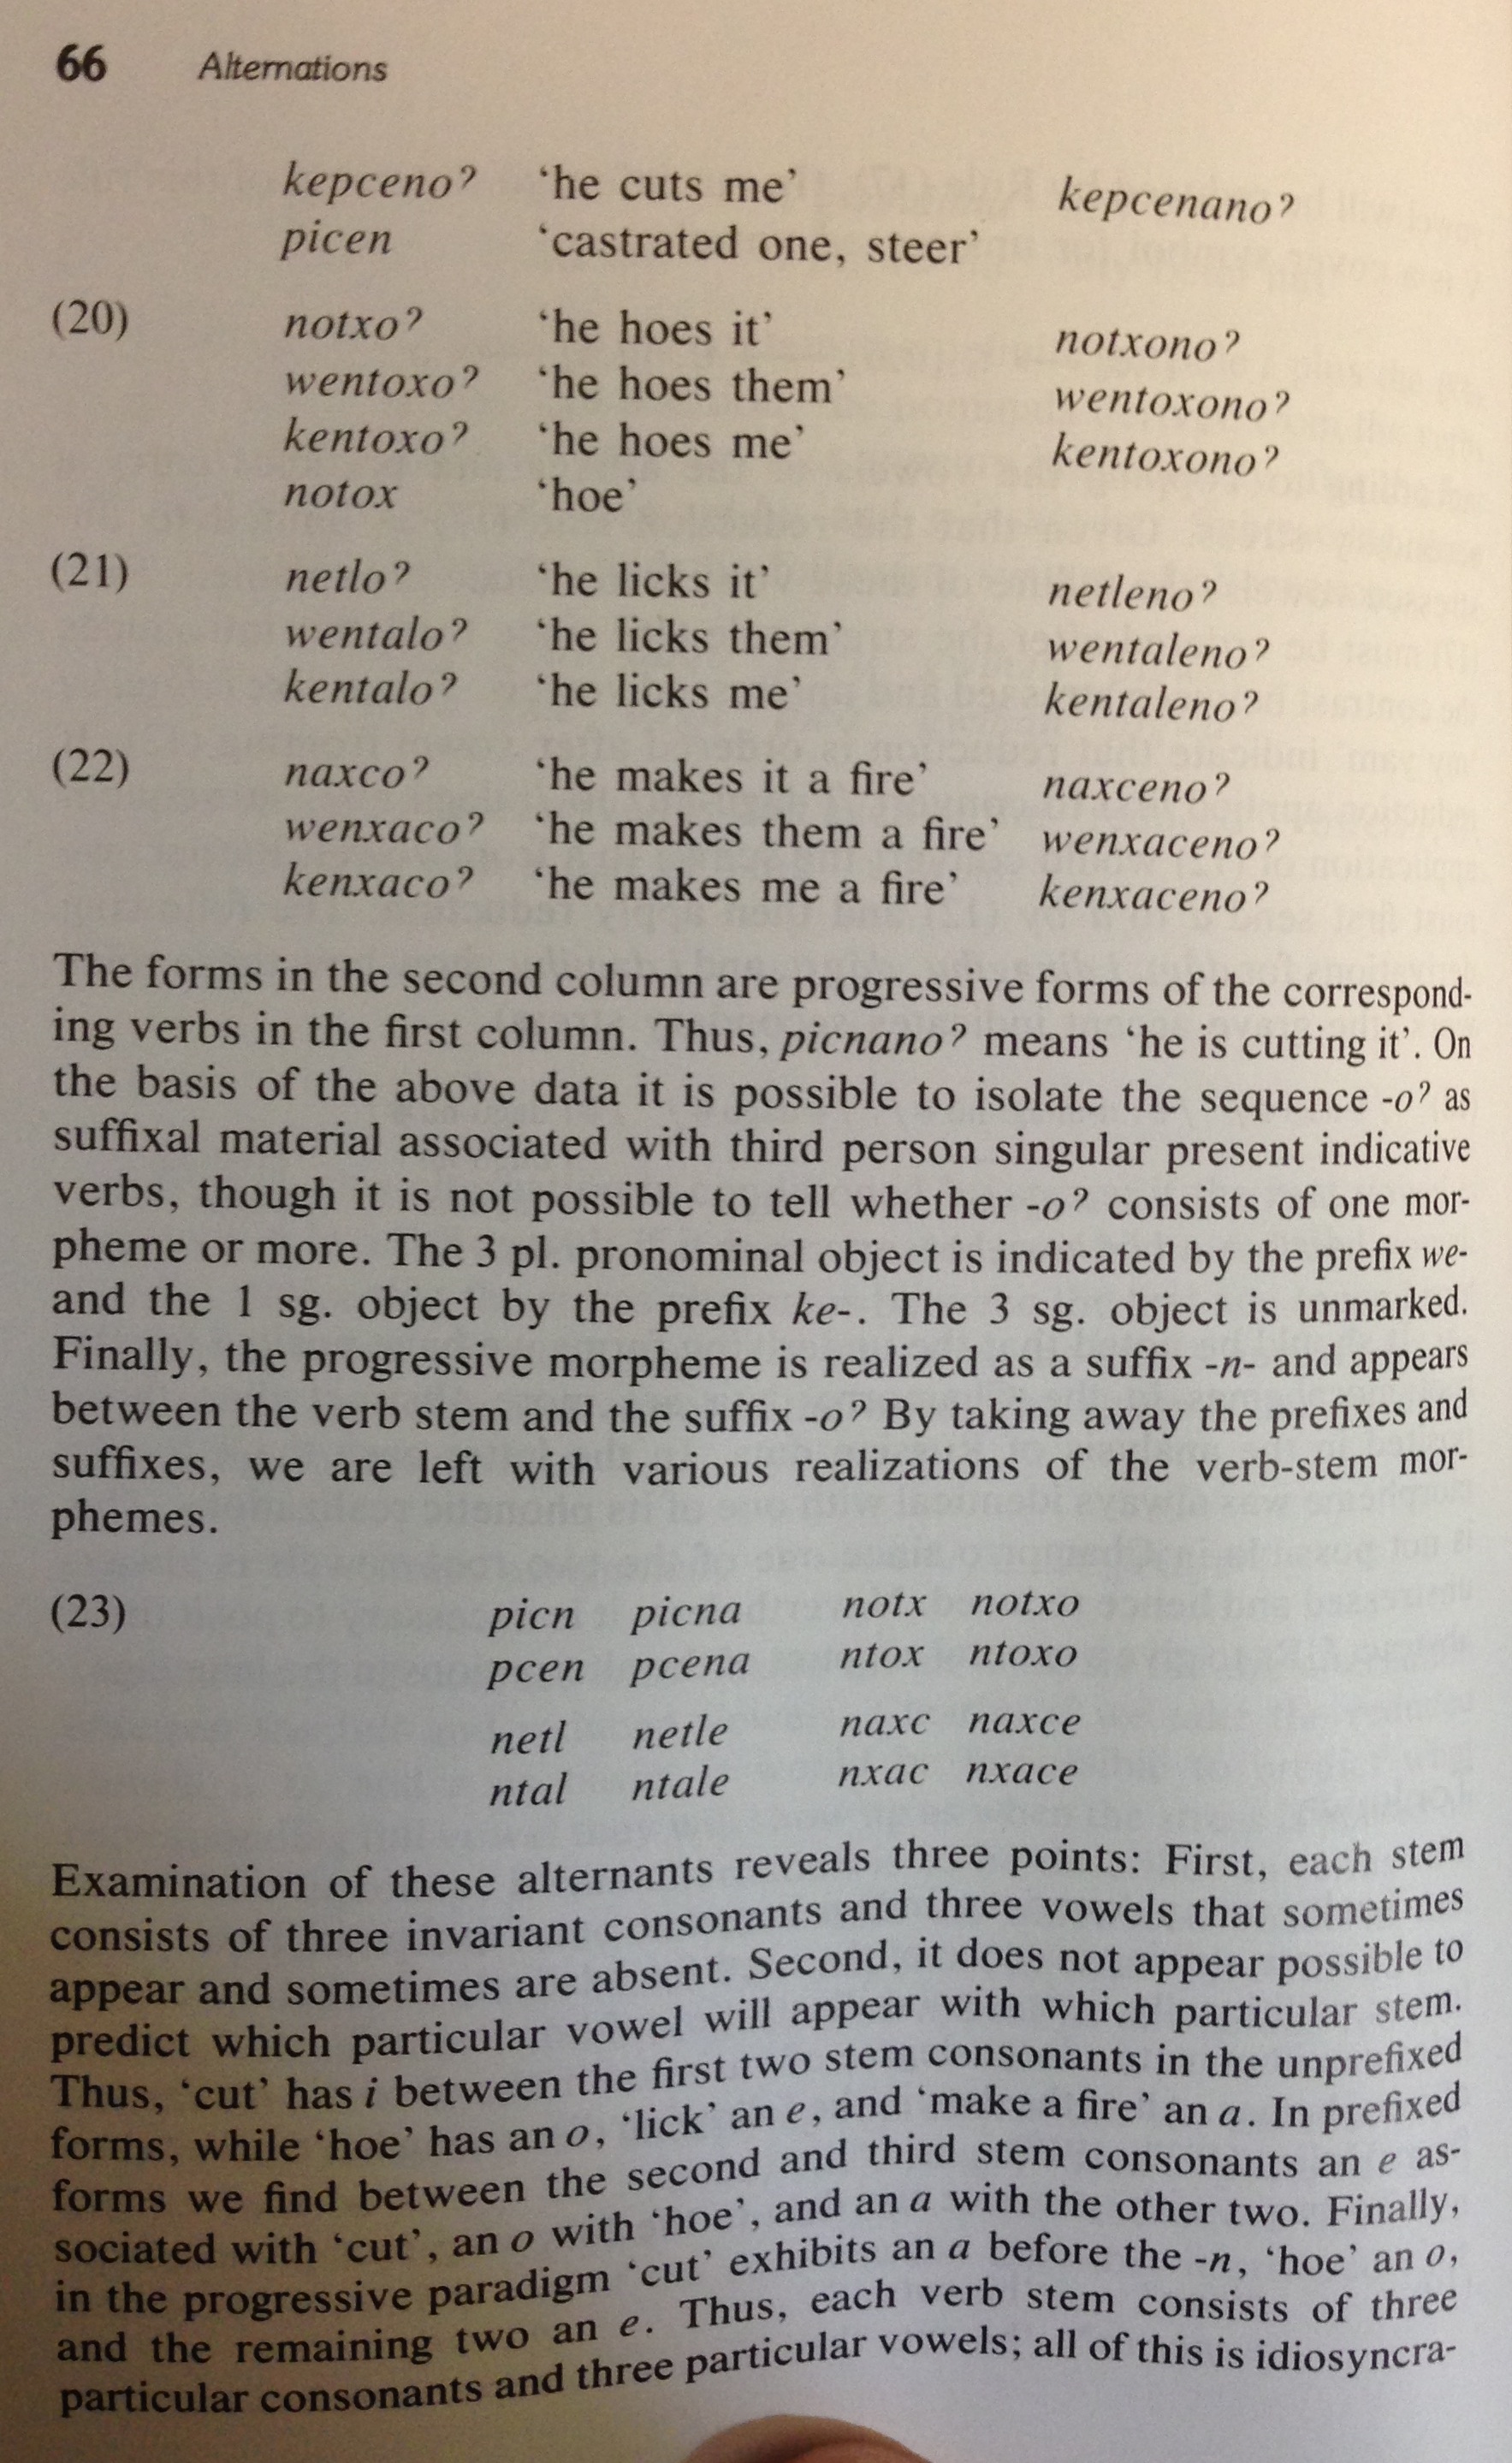 66 Alternations
kepceno? ‘he cuts me’ kepcenano?
picen ‘castrated one, steer’
(20) notxo? ‘he hoes it’ notxono?
wentoxo? ‘he hoes them’ wentoxono?
kentoxo? ‘he hoes me’ kentoxono?
notox ‘hoe’
(21) netlo? ‘he licks it’ netleno?
wentalo? ‘he licks them’ wentaleno?
kentalo? ‘he licks me’ kentaleno?
(22) naxco? ‘he makes it a fire’ naxceno?
wenxaco? ‘he makes them a fire’ wenxaceno?
kenxaco? ‘he makes me a fire’ kenxaceno?
The forms in the second column are progressive forms of the correspond-
ing verbs in the first column. Thus, picnano? means ‘he is cutting it’. On
the basis of the above data it is possible to isolate the sequence -o? as
suffixal material associated with third person singular present indicative
verbs, though it is not possible to tell whether -o? consists of one mor-
pheme or more. The 3 pl. pronominal object is indicated by the prefix we-
and the 1 sg. object by the prefix ke-. The 3 sg. object is unmarked.
Finally, the progressive morpheme is realized as a suffix -n- and appears
between the verb stem and the suffix -o? By taking away the prefixes and
suffixes, we are left with various realizations of the verb-stem mor-
phemes.
(23) picn picna notx notxo
pcen pcena ntox ntoxo
netl netle naxc naxce
ntal ntale nxac nxace
Examination of these alternants reveals three points: First, each stem
consists of three invariant consonants and three vowels that sometimes
appear and sometimes are absent. Second, it does not appear possible to
predict which particular vowel will appear with which particular stem.
Thus, ‘cut’ has i between the first two stem consonants in the unprefixed
forms, while ‘hoe’ has an o, ‘lick’ an e, and ‘make a fire’ an a. In prefixed
forms we find between the second and third stem consonants an e as-
sociated with ‘cut’, an o with ‘hoe’, and an a with the other two. Finally,
in the progressive paradigm ‘cut’ exhibits an a before the -n, ‘hoe’ an o,
and the remaining two an e. Thus, each verb stem consists of three
particular consonants and three particular vowels; all of this is idiosyncra-